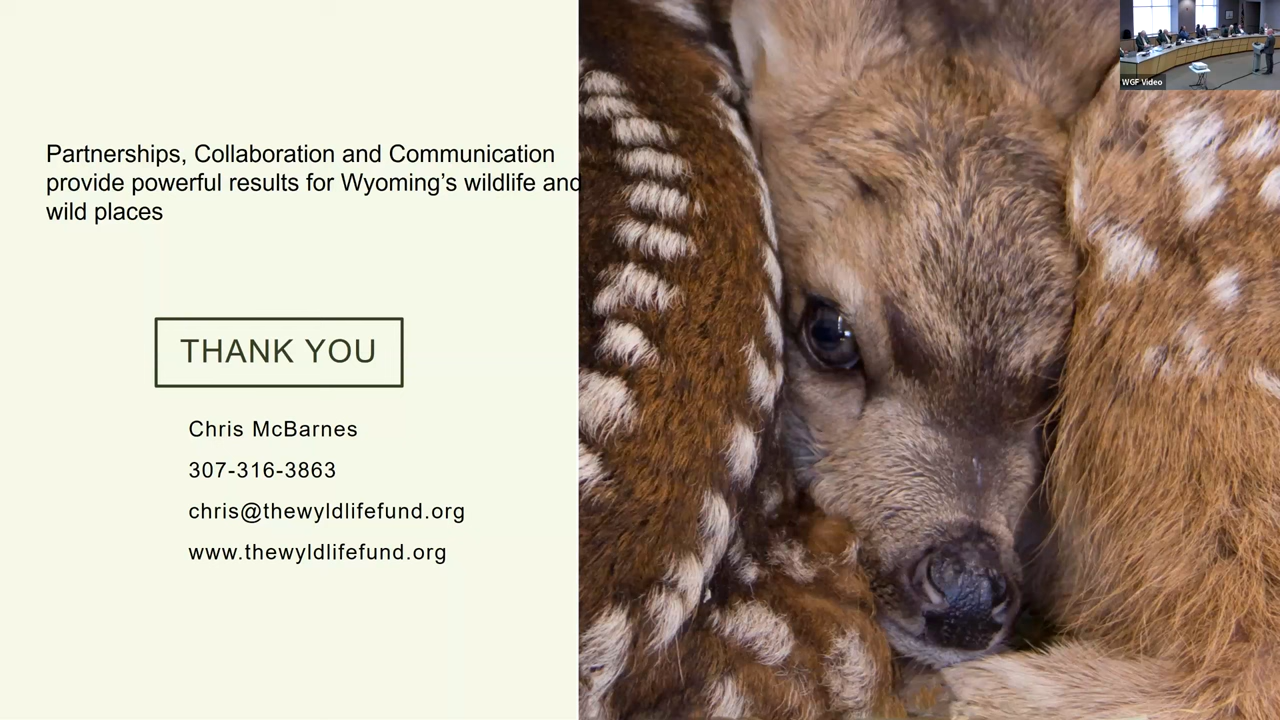 Partnerships, Collaboration and Communication
provide powerful results for Wyoming's wildlife and
wild places
THANK YOU
Chris McBarnes
307-316-3863
chris@thewyldlifefund.org
www.thewyldlifefund.org
WGF Video